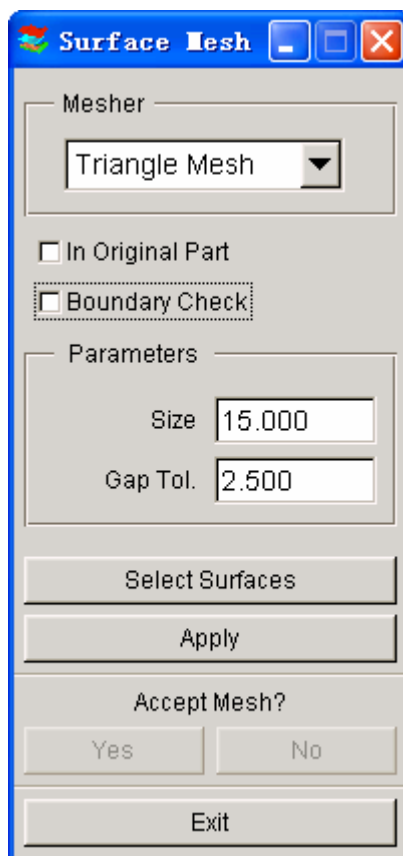 Surface Mesh
Mesher
Triangle Mesh
In Original Part
Boundary Check
Parameters
Size 15.000
Gap Tol. 2.500
Select Surfaces
Apply
Accept Mesh?
Yes No
Exit